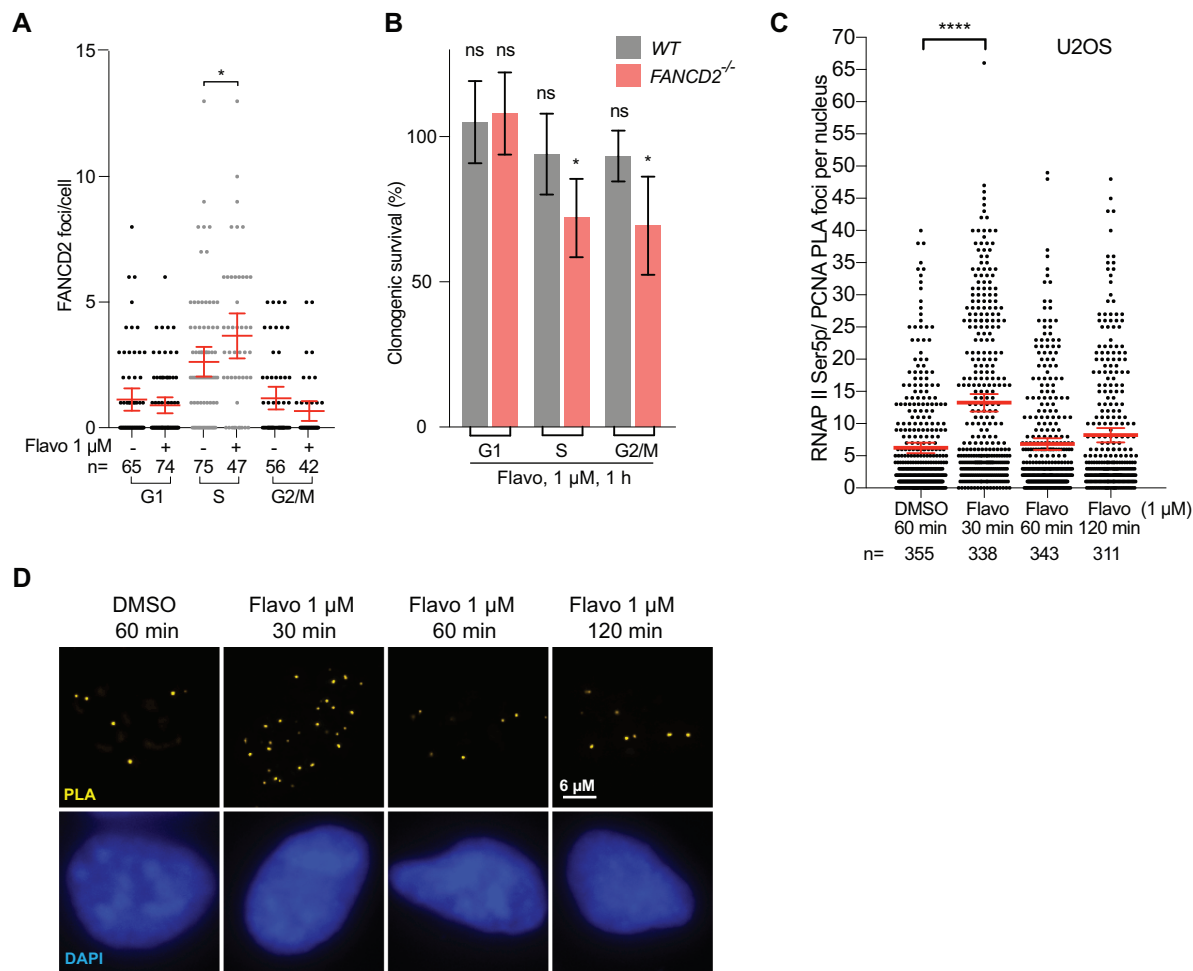 A
15
10
5
0
FANCD2 foci/cell
*
Flavo 1 µM - + - + - +
n= 65 74 75 47 56 42
G1 S G2/M
B
WT
FANCD2-/-
100
50
0
Clonogenic survival (%)
ns ns
ns *
ns *
G1 S G2/M
Flavo, 1 µM, 1 h
C
****
U2OS
70
65
60
55
50
45
40
35
30
25
20
15
10
5
0
RNAP II Ser5p/ PCNA PLA foci per nucleus
DMSO Flavo Flavo Flavo (1 µM)
60 min 30 min 60 min 120 min
n= 355 338 343 311
D
DMSO Flavo 1 µM Flavo 1 µM Flavo 1 µM
60 min 30 min 60 min 120 min
PLA
6 µM
DAPI